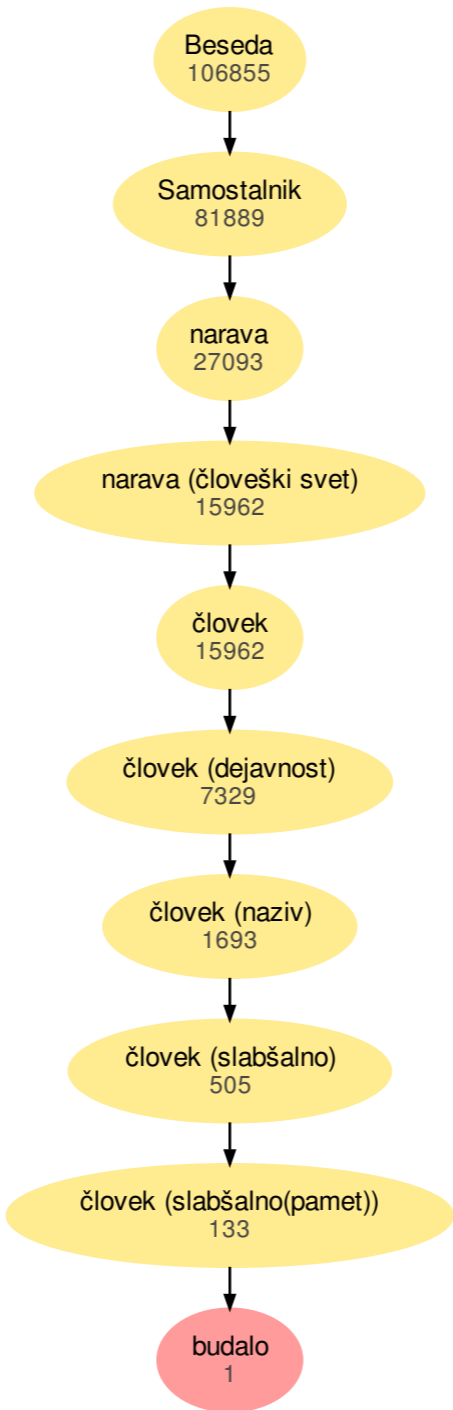 Beseda
106855
Samostalnik
81889
narava
27093
narava (človeški svet)
15962
človek
15962
človek (dejavnost)
7329
človek (naziv)
1693
človek (slabšalno)
505
človek (slabšalno(pamet))
133
budalo
1